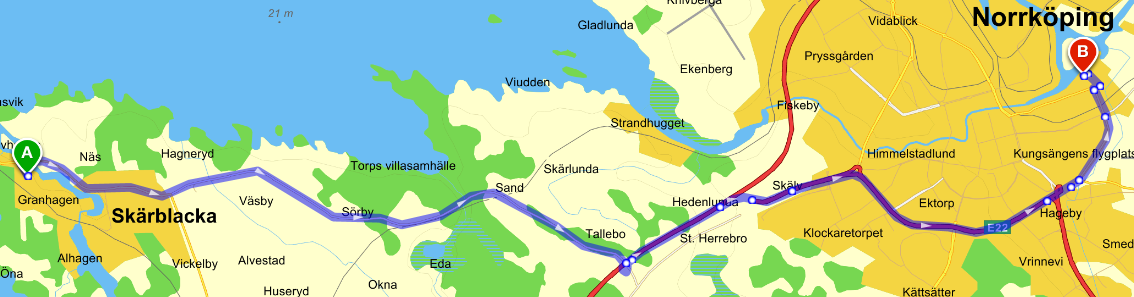 Knivberga
21 m
Norrköping
Gladlunda
Vidablick
B
Pryssgården
Ekenberg
Viudden
Fiskeby
Strandhugget
A
Näs
Hagneryd
Himmelstadlund
Kungsängens flygplats
Torps villasamhälle
Skärlunda
Skälv
Sand
Granhagen
Väsby
Hedenlunda
Ektorp
Skärblacka
Sörby
Hageby
E22
Tallebo
St. Herrebro
Klockaretorpet
Smed
Alhagen
Vickelby
Alvestad
Eda
Vrinnevi
Öna
Okna
Huseryd
Kättsätter